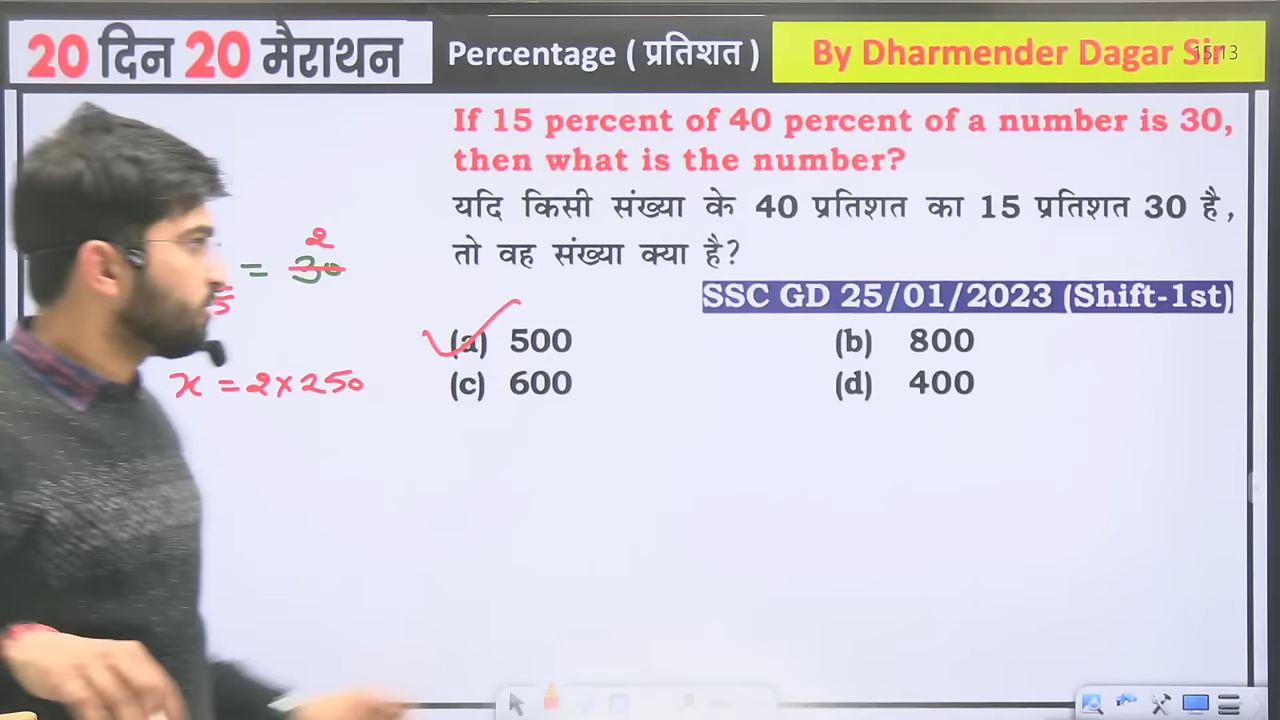 20 दिन 20 मैराथन
Percentage ( प्रतिशत )
By Dharmender Dagar Sir
15:13
If 15 percent of 40 percent of a number is 30,
then what is the number?
यदि किसी संख्या के 40 प्रतिशत का 15 प्रतिशत 30 है,
तो वह संख्या क्या है?
2
= 30
5
SSC GD 25/01/2023 (Shift-1st)
(a) 500
(b) 800
x = 2 × 250
(c) 600
(d) 400